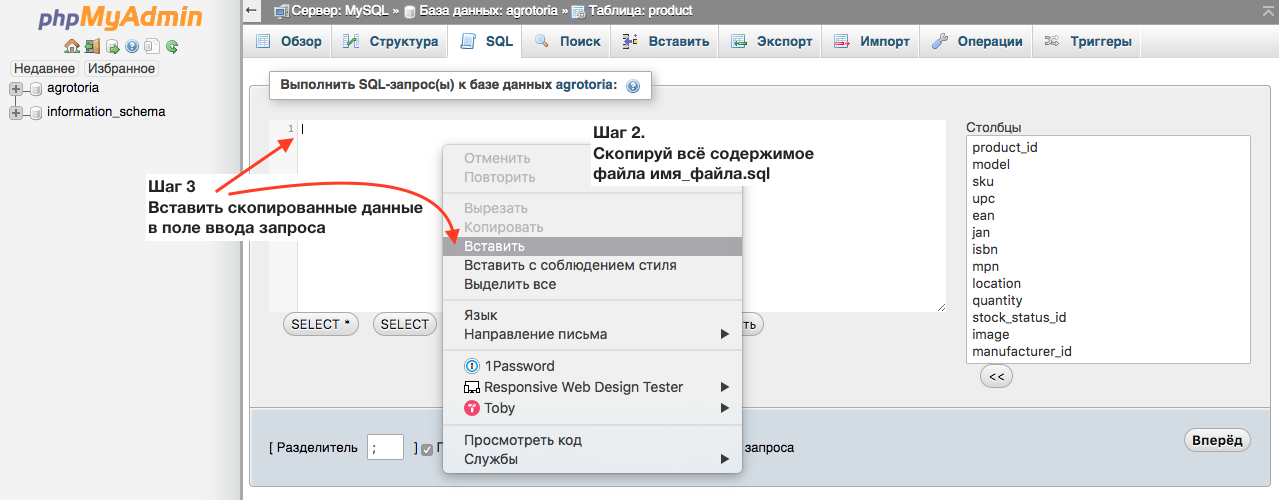 phpMyAdmin
Недавнее Избранное
agrotoria
information_schema
← Сервер: MySQL » База данных: agrotoria » Таблица: product
Обзор Структура SQL Поиск Вставить Экспорт Импорт Операции Триггеры
Выполнить SQL-запрос(ы) к базе данных agrotoria:
1
Шаг 2.
Скопируй всё содержимое
файла имя_файла.sql
Шаг 3
Вставить скопированные данные
в поле ввода запроса
Отменить
Повторить
Вырезать
Копировать
Вставить
Вставить с соблюдением стиля
Выделить все
Язык
Направление письма
1Password
Responsive Web Design Tester
Toby
Просмотреть код
Службы
Столбцы
product_id
model
sku
upc
ean
jan
isbn
mpn
location
quantity
stock_status_id
image
manufacturer_id
<<
SELECT * SELECT
[ Разделитель ; ] запроса
Вперёд